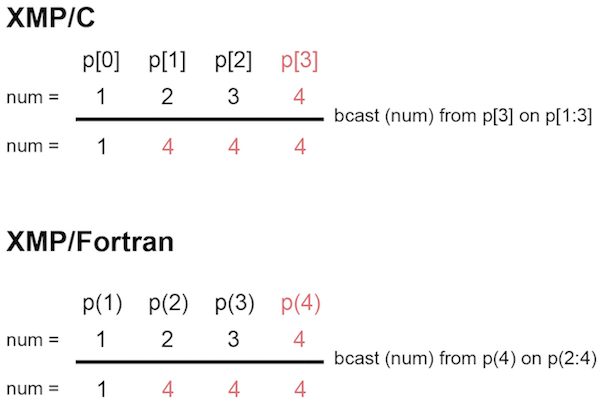 XMP/C
p[0] p[1] p[2] p[3]
num = 1 2 3 4
bcast (num) from p[3] on p[1:3]
num = 1 4 4 4
XMP/Fortran
p(1) p(2) p(3) p(4)
num = 1 2 3 4
bcast (num) from p(4) on p(2:4)
num = 1 4 4 4